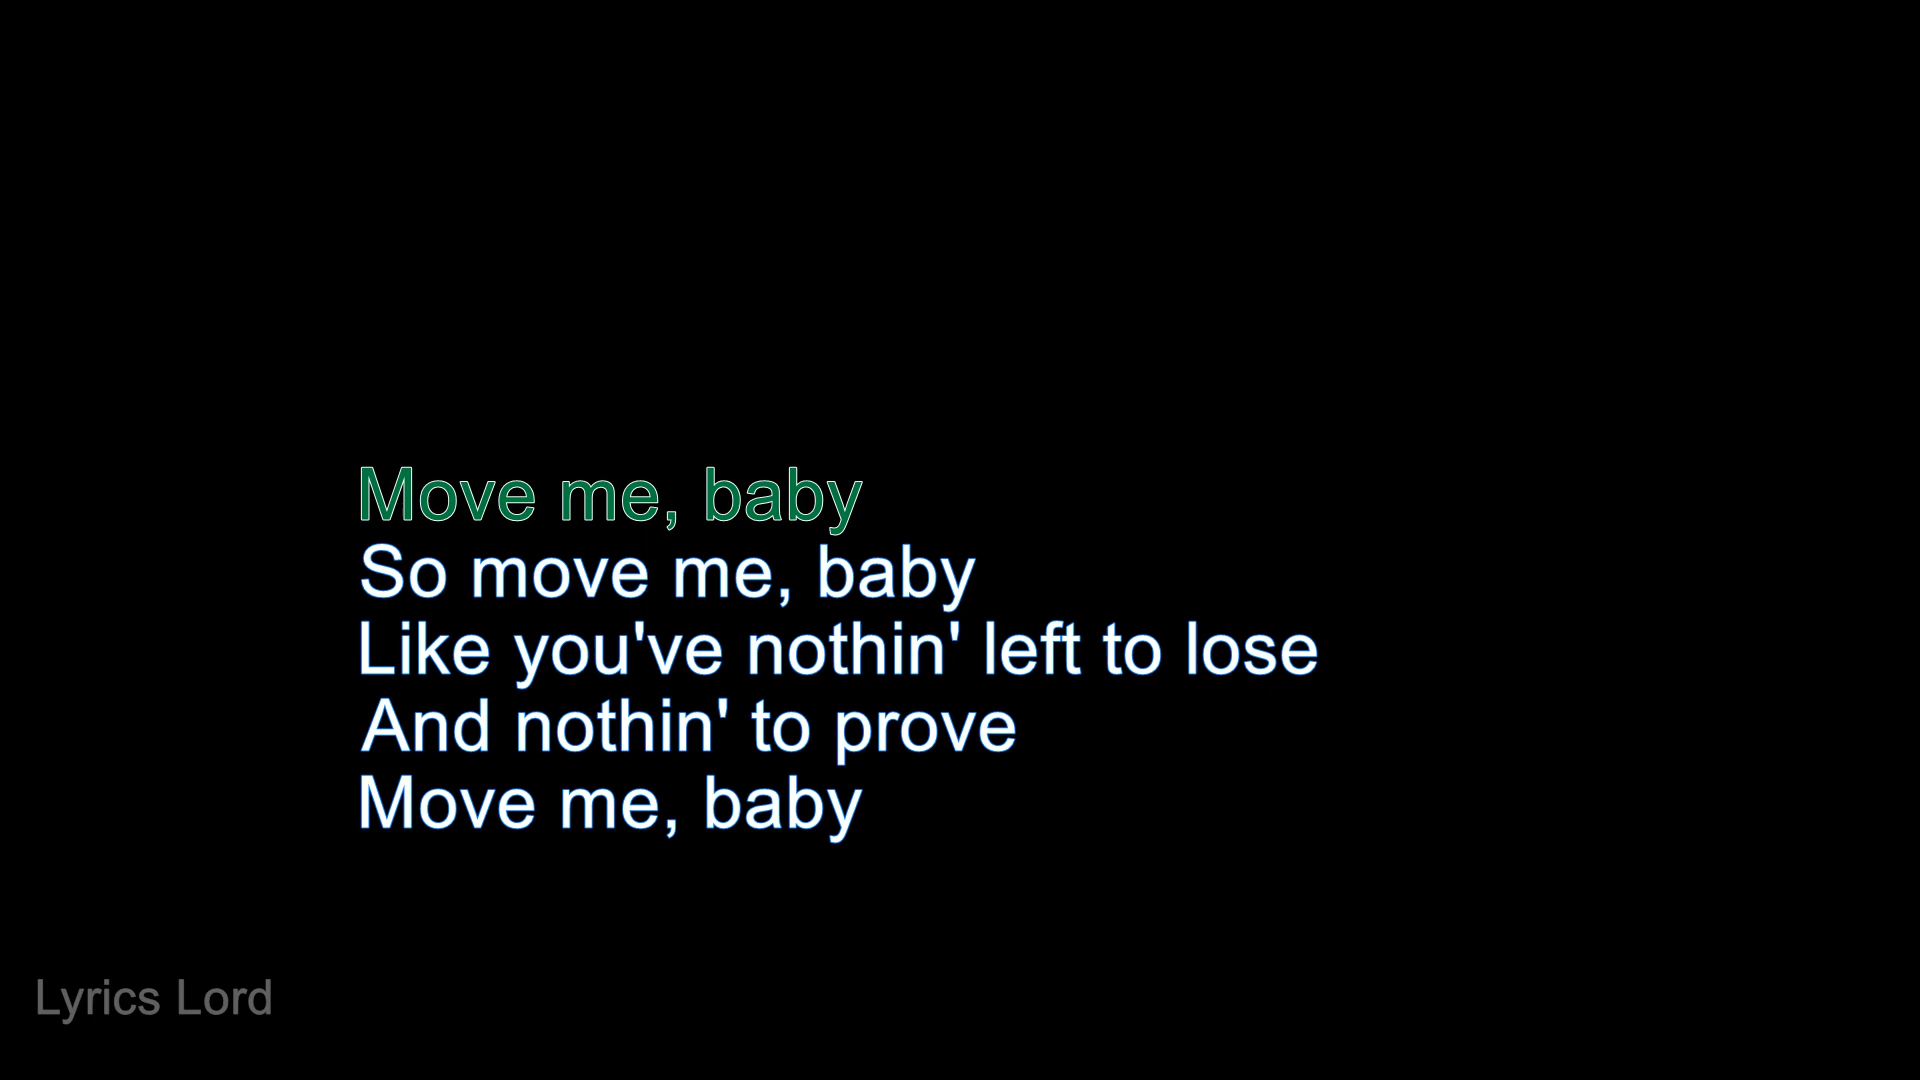 Move me, baby
So move me, baby
Like you've nothin' left to lose
And nothin' to prove
Move me, baby
Lyrics Lord